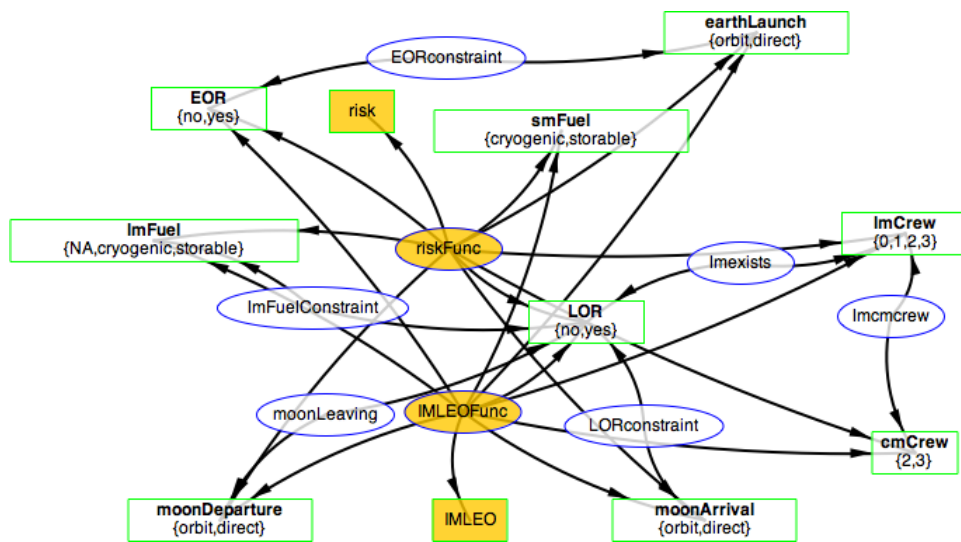 earthLaunch
{orbit,direct}
EORconstraint
EOR
{no,yes}
risk
smFuel
{cryogenic,storable}
lmFuel
{NA,cryogenic,storable}
riskFunc
lmCrew
{0,1,2,3}
lmexists
lmFuelConstraint
LOR
{no,yes}
lmcmcrew
moonLeaving
IMLEOFunc
LORconstraint
cmCrew
{2,3}
moonDeparture
{orbit,direct}
IMLEO
moonArrival
{orbit,direct}